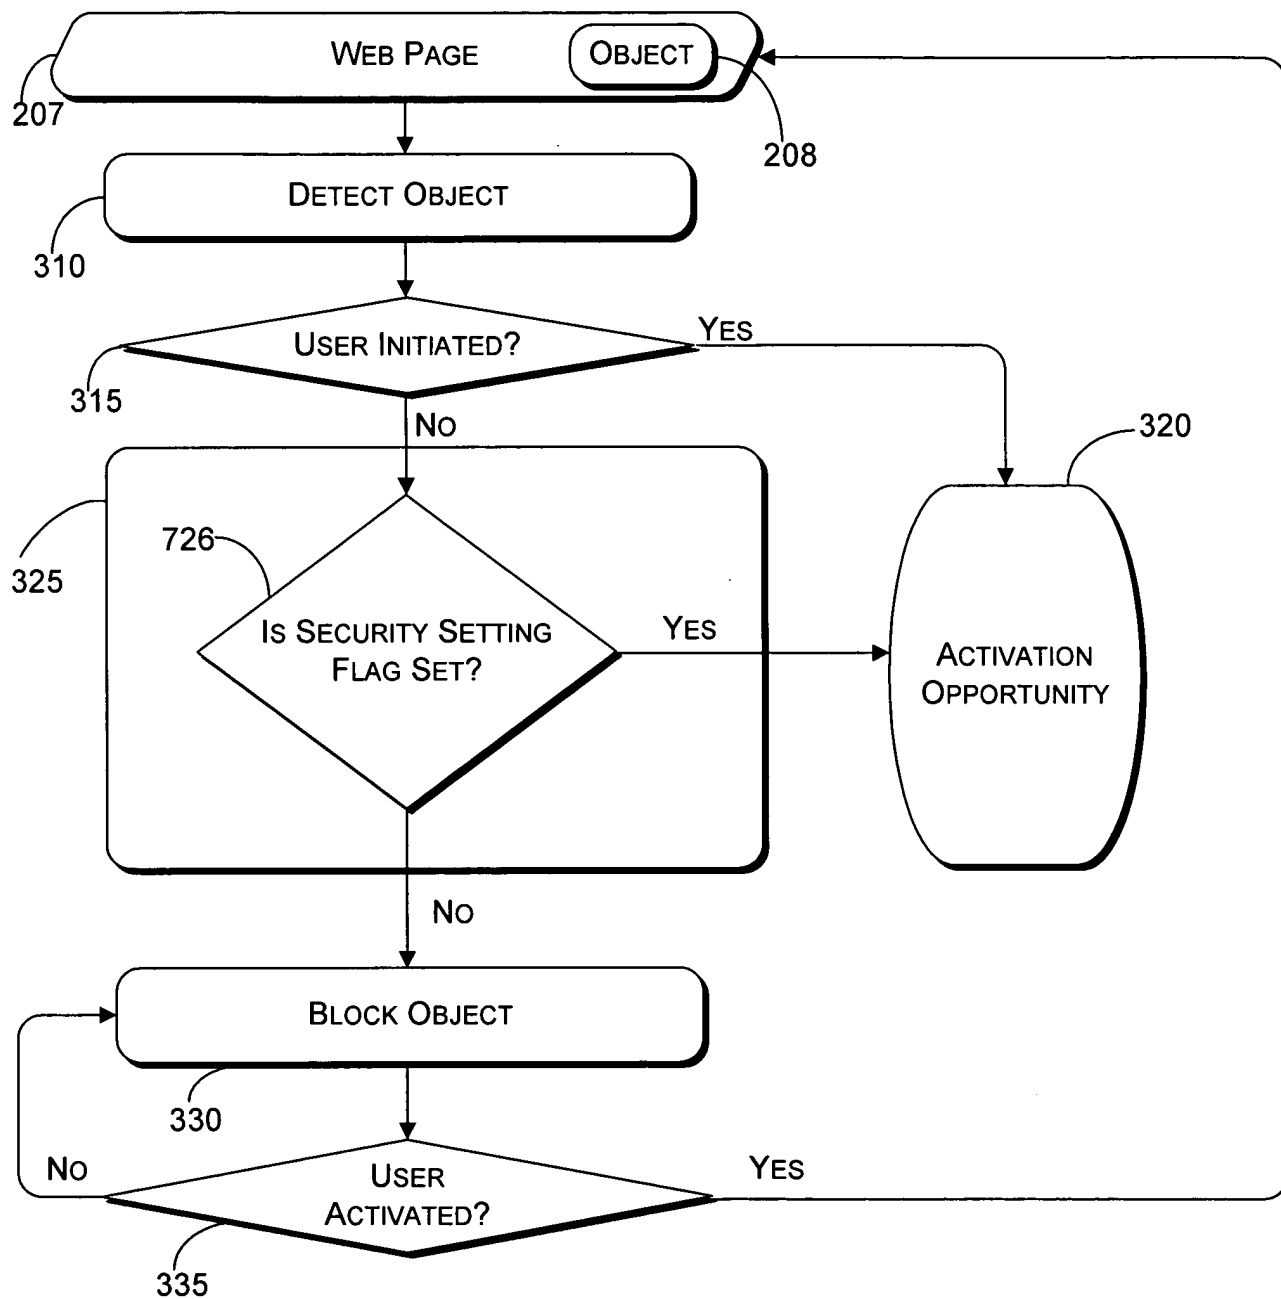 WEB PAGE
OBJECT
207
208
DETECT OBJECT
310
USER INITIATED?
YES
315
NO
320
325
726
IS SECURITY SETTING
FLAG SET?
YES
ACTIVATION
OPPORTUNITY
NO
BLOCK OBJECT
330
NO
USER
ACTIVATED?
YES
335